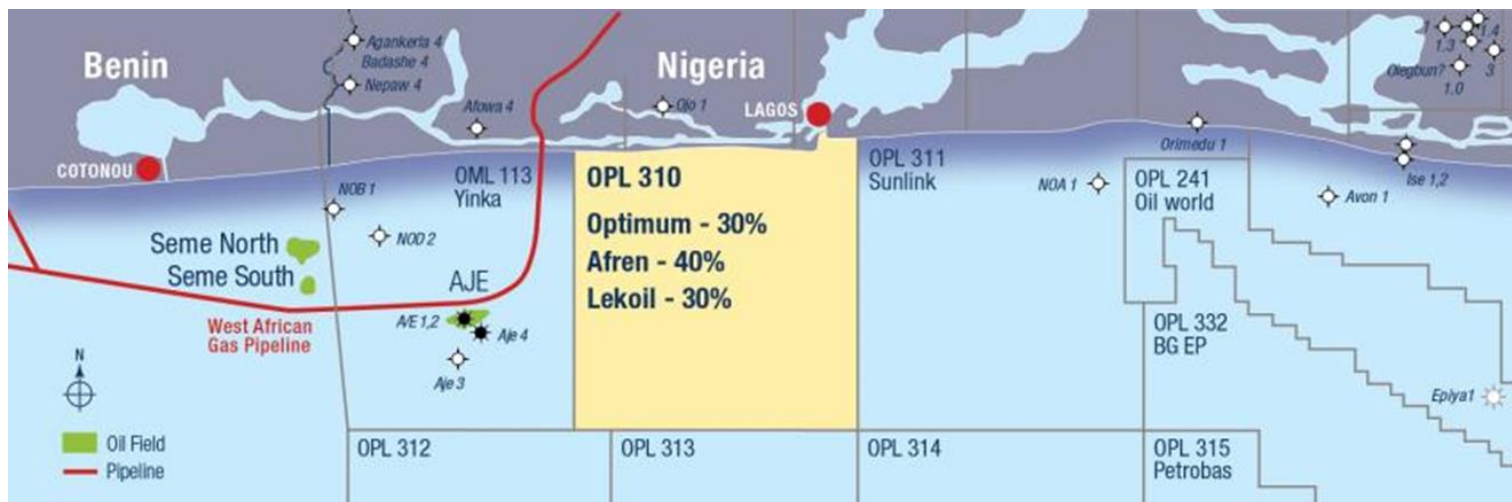 Benin
Nigeria
Agankeria 4
Badashe 4
Nepaw 4
Afowa 4
Ojo 1
LAGOS
COTONOU
1.3
1.4
3
Olegbun?
1.0
Orimedu 1
Ise 1,2
NOB 1
NOD 2
OML 113
Yinka
OPL 310
Optimum - 30%
Afren - 40%
Lekoil - 30%
OPL 311
Sunlink
NOA 1
OPL 241
Oil world
Avon 1
Seme North
Seme South
AJE
A/E 1,2
Aje 4
Aje 3
West African
Gas Pipeline
OPL 332
BG EP
Epiya1
N
Oil Field
Pipeline
OPL 312
OPL 313
OPL 314
OPL 315
Petrobas